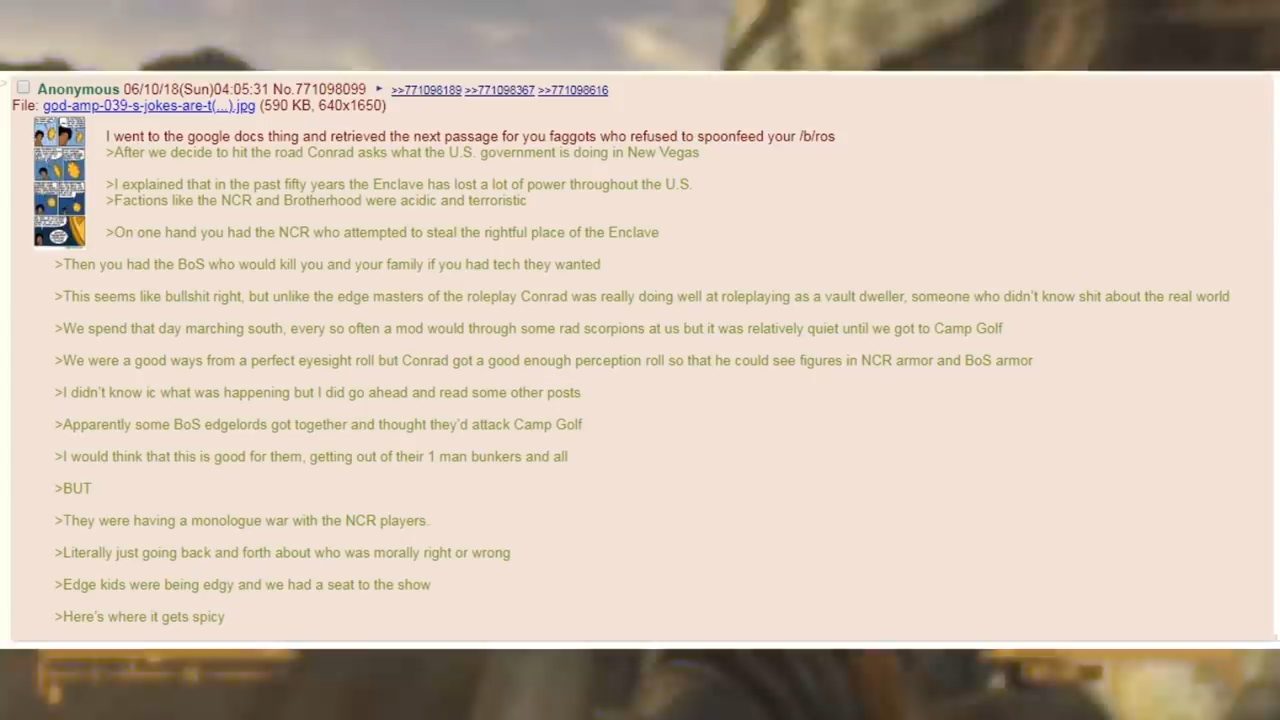 Anonymous 06/10/18(Sun)04:05:31 No.771098099 ▸ >>771098189 >>771098367 >>771098616
File: god-amp-039-s-jokes-are-t(...).jpg (590 KB, 640x1650)
I went to the google docs thing and retrieved the next passage for you faggots who refused to spoonfeed your /b/ros
>After we decide to hit the road Conrad asks what the U.S. government is doing in New Vegas
>I explained that in the past fifty years the Enclave has lost a lot of power throughout the U.S.
>Factions like the NCR and Brotherhood were acidic and terroristic
>On one hand you had the NCR who attempted to steal the rightful place of the Enclave
>Then you had the BoS who would kill you and your family if you had tech they wanted
>This seems like bullshit right, but unlike the edge masters of the roleplay Conrad was really doing well at roleplaying as a vault dweller, someone who didn't know shit about the real world
>We spend that day marching south, every so often a mod would through some rad scorpions at us but it was relatively quiet until we got to Camp Golf
>We were a good ways from a perfect eyesight roll but Conrad got a good enough perception roll so that he could see figures in NCR armor and BoS armor
>I didn't know ic what was happening but I did go ahead and read some other posts
>Apparently some BoS edgelords got together and thought they'd attack Camp Golf
>I would think that this is good for them, getting out of their 1 man bunkers and all
>BUT
>They were having a monologue war with the NCR players.
>Literally just going back and forth about who was morally right or wrong
>Edge kids were being edgy and we had a seat to the show
>Here's where it gets spicy